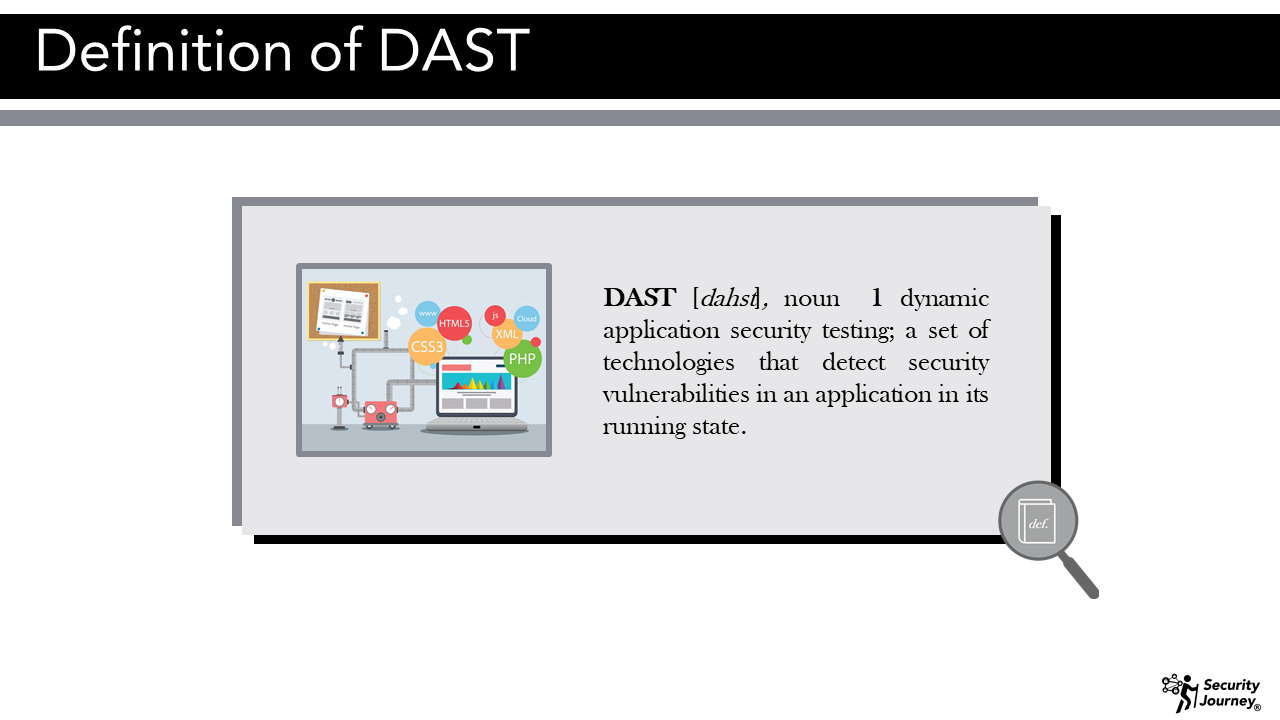 Definition of DAST
www
HTML5
CSS3
js
Cloud
XML
PHP
DAST [dahst], noun 1 dynamic
application security testing; a set of
technologies that detect security
vulnerabilities in an application in its
running state.
def.
Security
Journey®